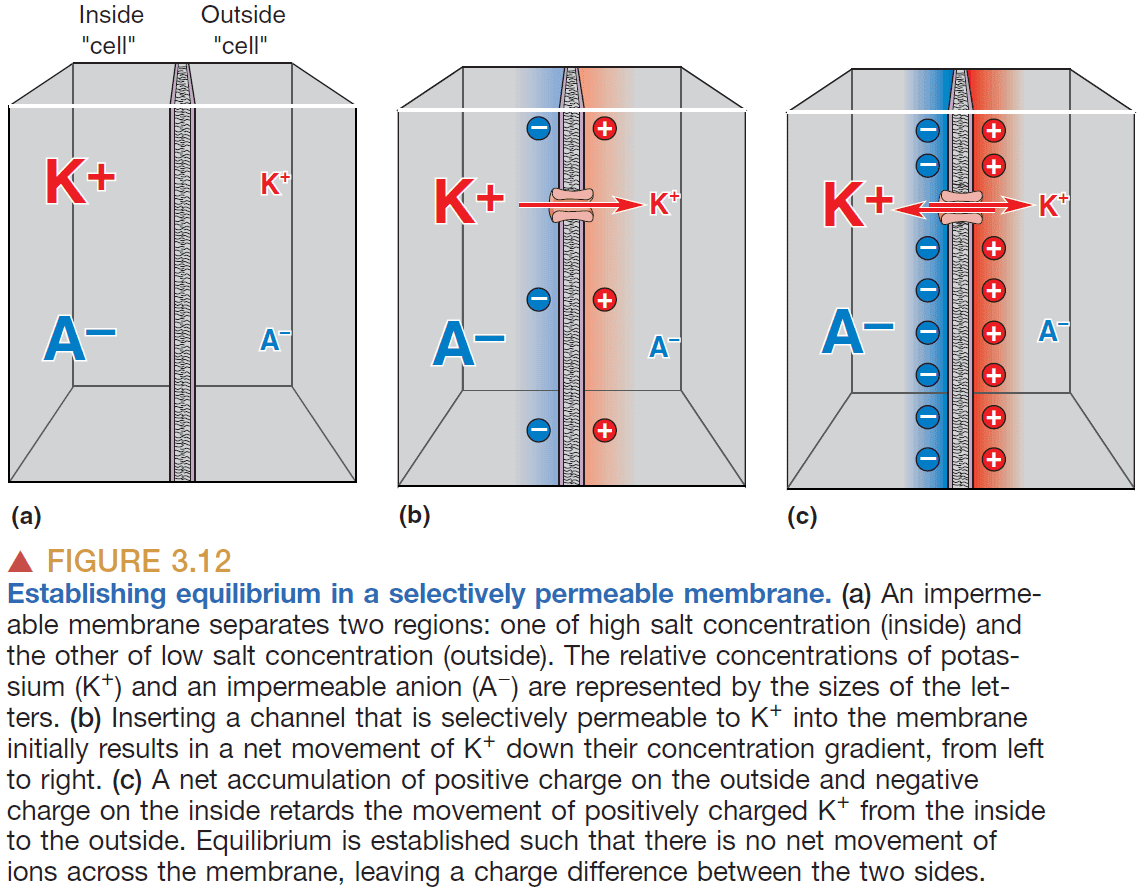 Inside "cell"
Outside "cell"
K+
K+
A−
A−
(a)
−
+
K+
K+
−
+
A−
A−
−
+
(b)
−
+
−
+
K+
K+
−
+
−
+
−
+
A−
A−
−
+
−
+
−
+
(c)
▲ FIGURE 3.12
Establishing equilibrium in a selectively permeable membrane. (a) An imperme-
able membrane separates two regions: one of high salt concentration (inside) and
the other of low salt concentration (outside). The relative concentrations of potas-
sium (K⁺) and an impermeable anion (A⁻) are represented by the sizes of the let-
ters. (b) Inserting a channel that is selectively permeable to K⁺ into the membrane
initially results in a net movement of K⁺ down their concentration gradient, from left
to right. (c) A net accumulation of positive charge on the outside and negative
charge on the inside retards the movement of positively charged K⁺ from the inside
to the outside. Equilibrium is established such that there is no net movement of
ions across the membrane, leaving a charge difference between the two sides.